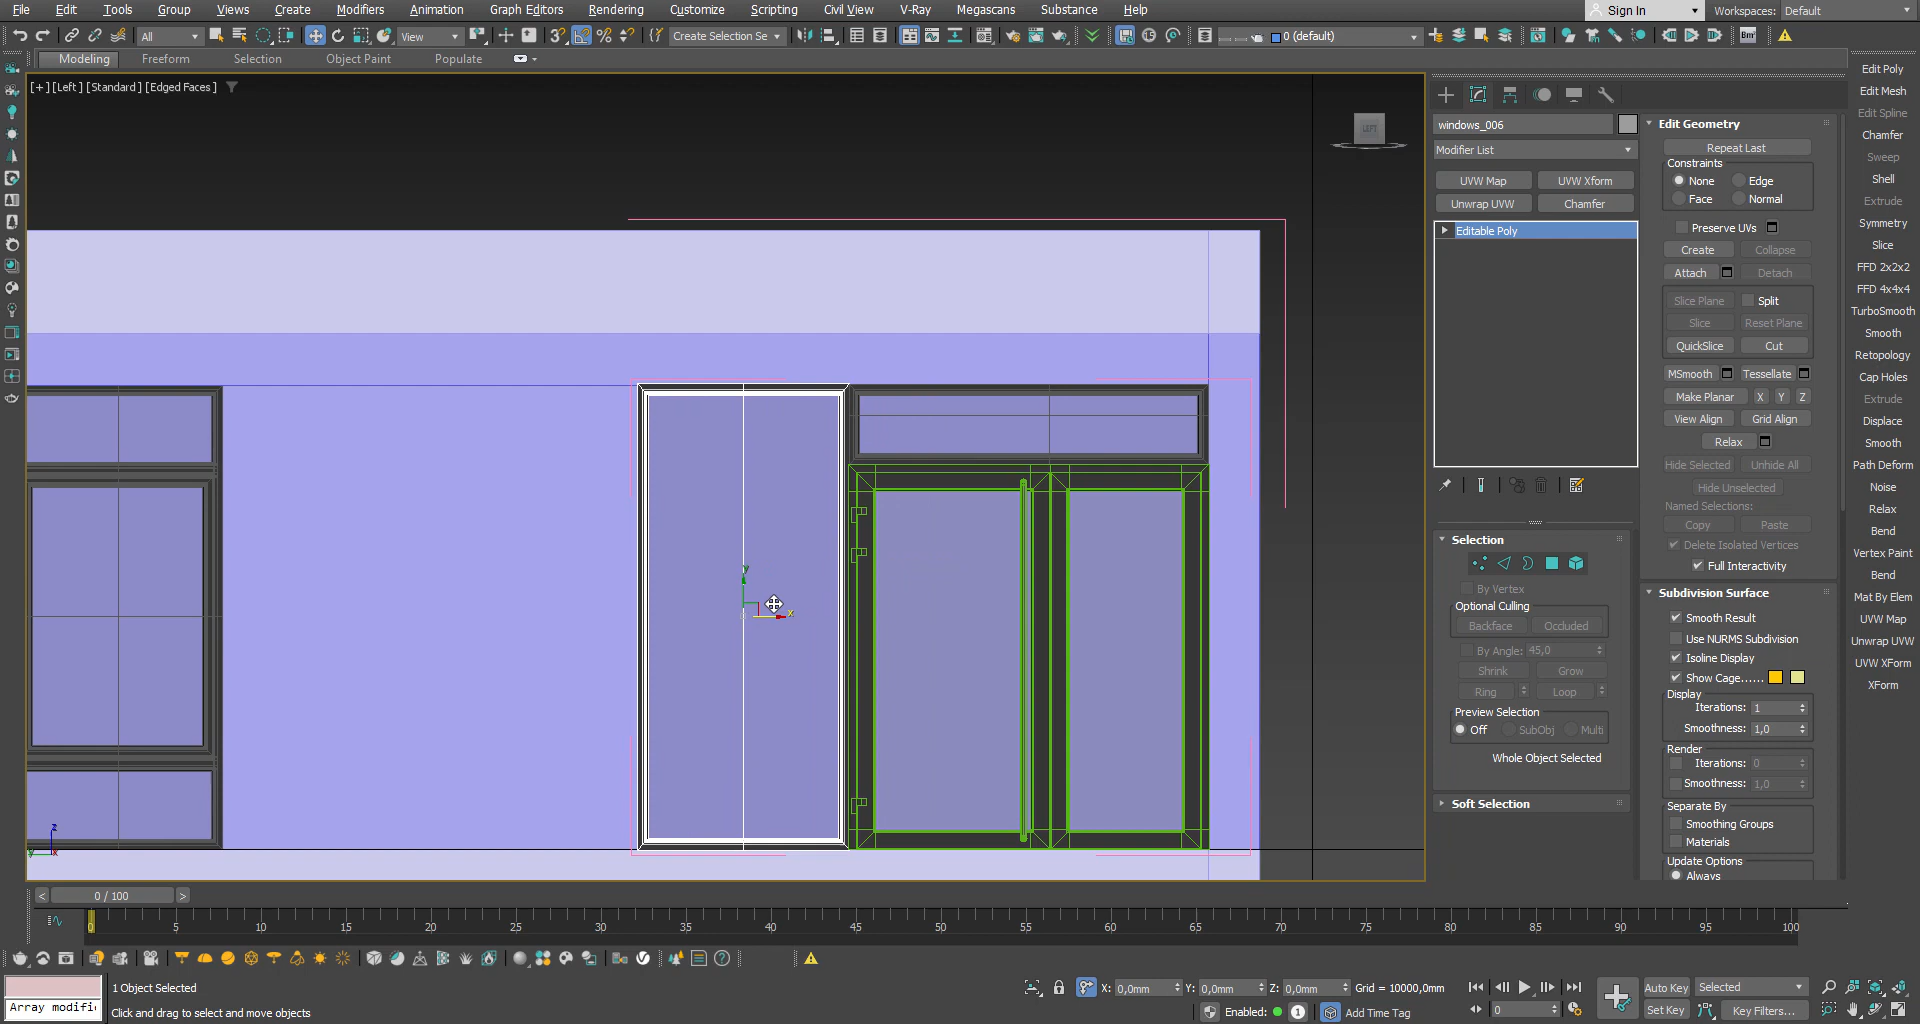 File Edit Tools Group Views Create Modifiers Animation Graph Editors Rendering Customize Scripting Civil View V-Ray Megascans Substance Help Sign In Workspaces: Default
All View Create Selection Se 0 (default)
Modeling Freeform Selection Object Paint Populate
[+] [Left] [Standard] [Edged Faces]
LEFT
y
x
z
y
x
windows_006
Modifier List
UVW Map UVW Xform
Unwrap UVW Chamfer
Editable Poly
Selection
By Vertex
Optional Culling
Backface Occluded
By Angle: 45,0
Shrink Grow
Ring Loop
Preview Selection
Off SubObj Multi
Whole Object Selected
Soft Selection
Edit Geometry
Repeat Last
Constraints
None Edge
Face Normal
Preserve UVs
Create Collapse
Attach Detach
Slice Plane Split
Slice Reset Plane
QuickSlice Cut
MSmooth Tessellate
Make Planar X Y Z
View Align Grid Align
Relax
Hide Selected Unhide All
Hide Unselected
Named Selections:
Copy Paste
Delete Isolated Vertices
Full Interactivity
Subdivision Surface
Smooth Result
Use NURMS Subdivision
Isoline Display
Show Cage......
Display
Iterations: 1
Smoothness: 1,0
Render
Iterations: 0
Smoothness: 1,0
Separate By
Smoothing Groups
Materials
Update Options
Always
Edit Poly
Edit Mesh
Edit Spline
Chamfer
Sweep
Shell
Extrude
Symmetry
Slice
FFD 2x2x2
FFD 4x4x4
TurboSmooth
Smooth
Retopology
Cap Holes
Extrude
Displace
Smooth
Path Deform
Noise
Relax
Bend
Vertex Paint
Bend
Mat By Elem
UVW Map
Unwrap UVW
UVW XForm
XForm
< 0 / 100 >
0 5 10 15 20 25 30 35 40 45 50 55 60 65 70 75 80 85 90 95 100
1 Object Selected X: 0,0mm Y: 0,0mm Z: 0,0mm Grid = 10000,0mm Auto Key Selected
Array modifi Click and drag to select and move objects Enabled: 1 Add Time Tag 0 Set Key Key Filters...